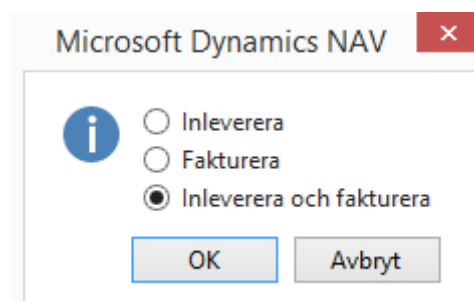 Microsoft Dynamics NAV
Inleverera
Fakturera
Inleverera och fakturera
OK Avbryt